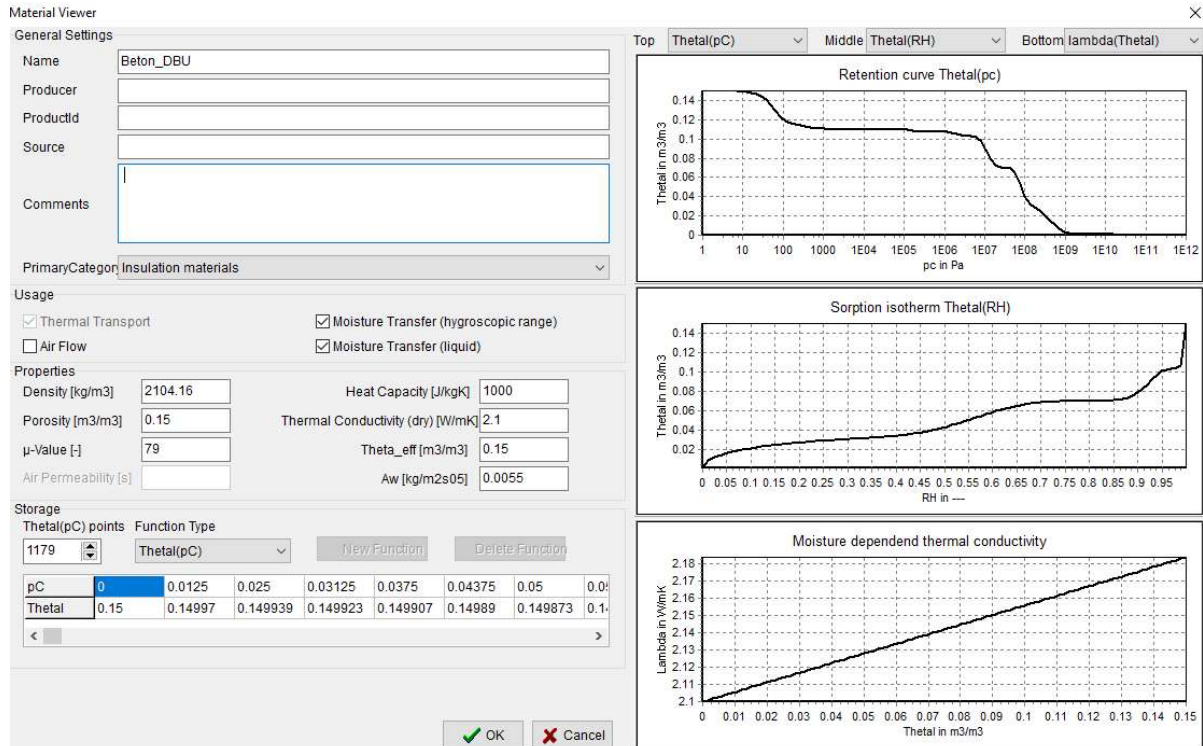 Material Viewer
General Settings
Name Beton_DBU
Producer
ProductId
Source
Comments
PrimaryCategory Insulation materials
Usage
Thermal Transport Moisture Transfer (hygroscopic range)
Air Flow Moisture Transfer (liquid)
Properties
Density [kg/m3] 2104.16 Heat Capacity [J/kgK] 1000
Porosity [m3/m3] 0.15 Thermal Conductivity (dry) [W/mK] 2.1
µ-Value [-] 79 Theta_eff [m3/m3] 0.15
Air Permeability [s] Aw [kg/m2s05] 0.0055
Storage
Thetal(pC) points Function Type
1179 Thetal(pC) New Function Delete Function
pC 0 0.0125 0.025 0.03125 0.0375 0.04375 0.05
Thetal 0.15 0.14997 0.149939 0.149923 0.149907 0.14989 0.149873
OK Cancel
Top Thetal(pC) Middle Thetal(RH) Bottom lambda(Thetal)
Retention curve Thetal(pc)
Thetal in m3/m3
0.14
0.12
0.1
0.08
0.06
0.04
0.02
0
1 10 100 1000 1E04 1E05 1E06 1E07 1E08 1E09 1E10 1E11 1E12
pc in Pa
Sorption isotherm Thetal(RH)
Thetal in m3/m3
0.14
0.12
0.1
0.08
0.06
0.04
0.02
0 0.05 0.1 0.15 0.2 0.25 0.3 0.35 0.4 0.45 0.5 0.55 0.6 0.65 0.7 0.75 0.8 0.85 0.9 0.95
RH in ---
Moisture dependend thermal conductivity
Lambda in W/mK
2.18
2.17
2.16
2.15
2.14
2.13
2.12
2.11
2.1
0 0.01 0.02 0.03 0.04 0.05 0.06 0.07 0.08 0.09 0.1 0.11 0.12 0.13 0.14 0.15
Thetal in m3/m3